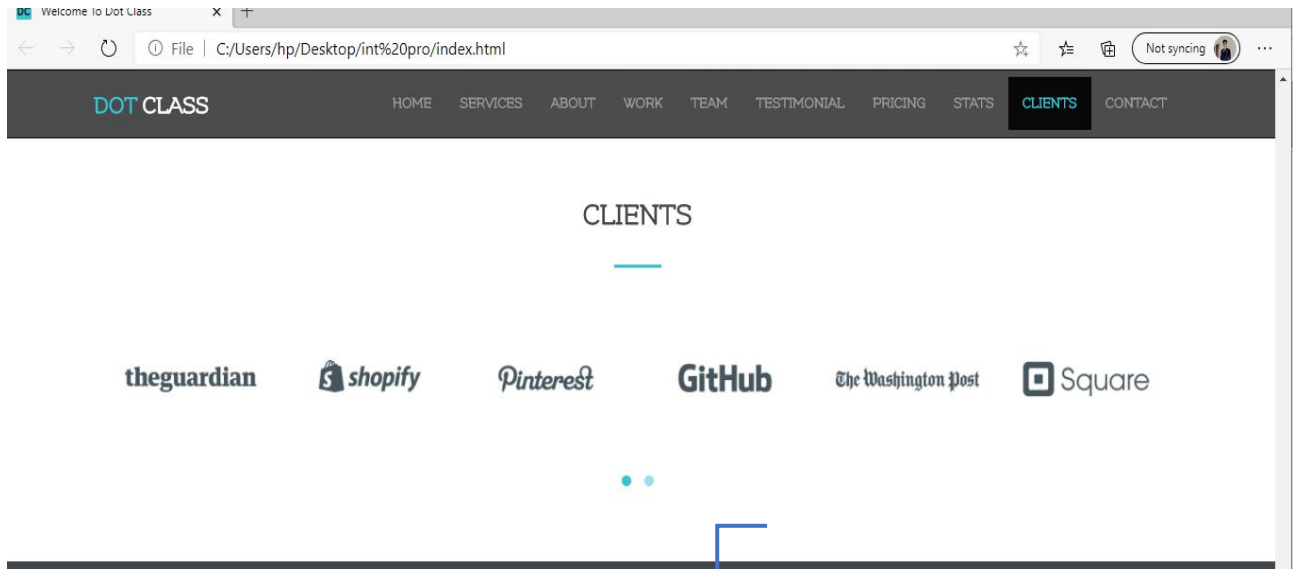 DC Welcome To Dot Class
File C:/Users/hp/Desktop/int%20pro/index.html Not syncing
DOT CLASS HOME SERVICES ABOUT WORK TEAM TESTIMONIAL PRICING STATS CLIENTS CONTACT
CLIENTS
theguardian shopify Pinterest GitHub The Washington Post Square